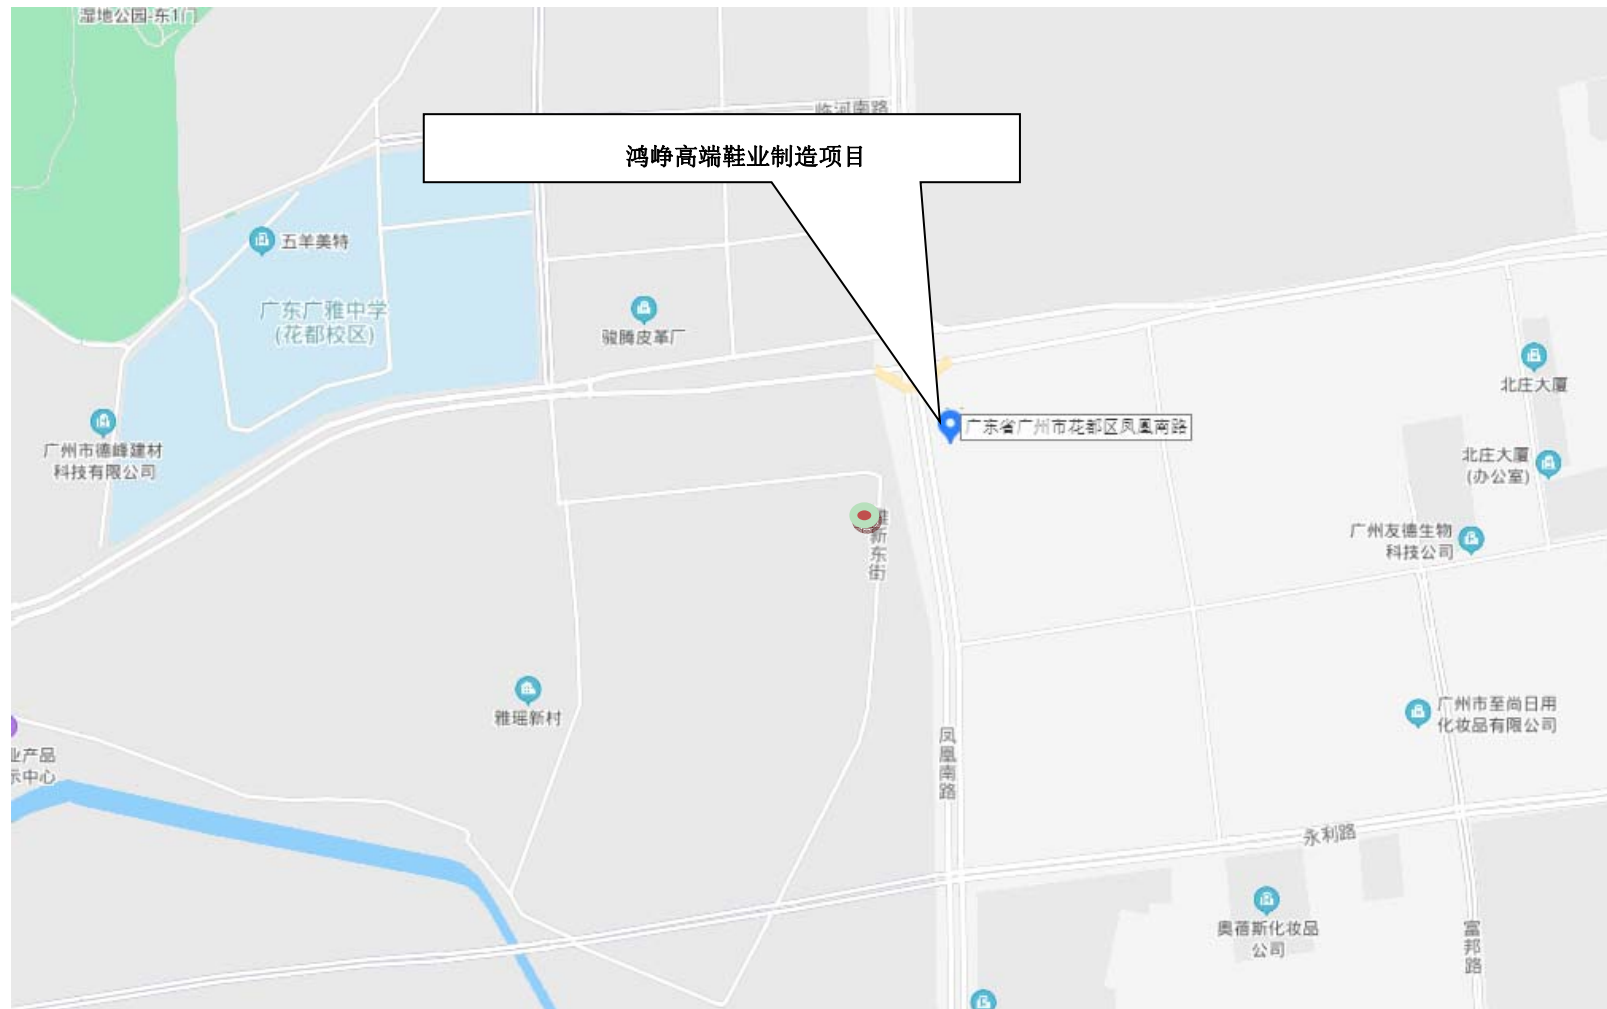 湿地公园-东1门
临河南路
鸿峥高端鞋业制造项目
五羊美特
广东广雅中学
(花都校区)
骏腾皮革厂
北庄大厦
广东省广州市花都区凤凰南路
广州市德峰建材
科技有限公司
北庄大厦
(办公室)
雅新东街
广州友德生物
科技公司
雅瑶新村
广州市至尚日用
化妆品有限公司
业产品
示中心
凤凰南路
永利路
奥蓓斯化妆品
公司
富邦路